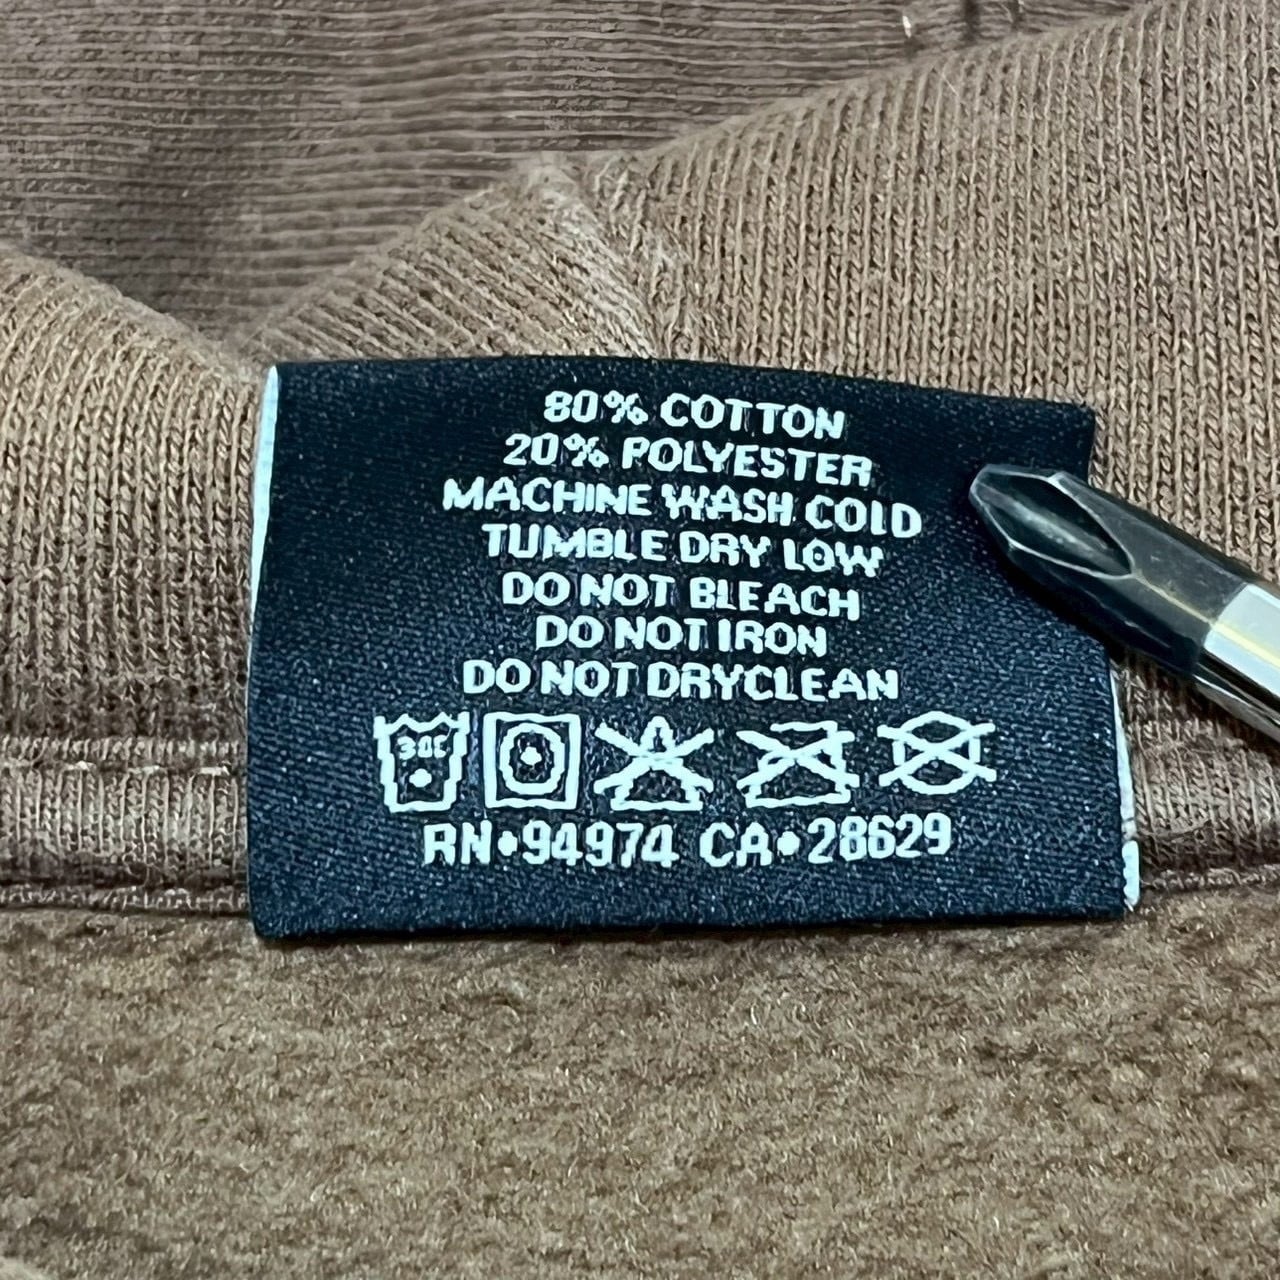 80% COTTON
20% POLYESTER
MACHINE WASH COLD
TUMBLE DRY LOW
DO NOT BLEACH
DO NOT IRON
DO NOT DRYCLEAN
30C
RN•94974 CA•28629